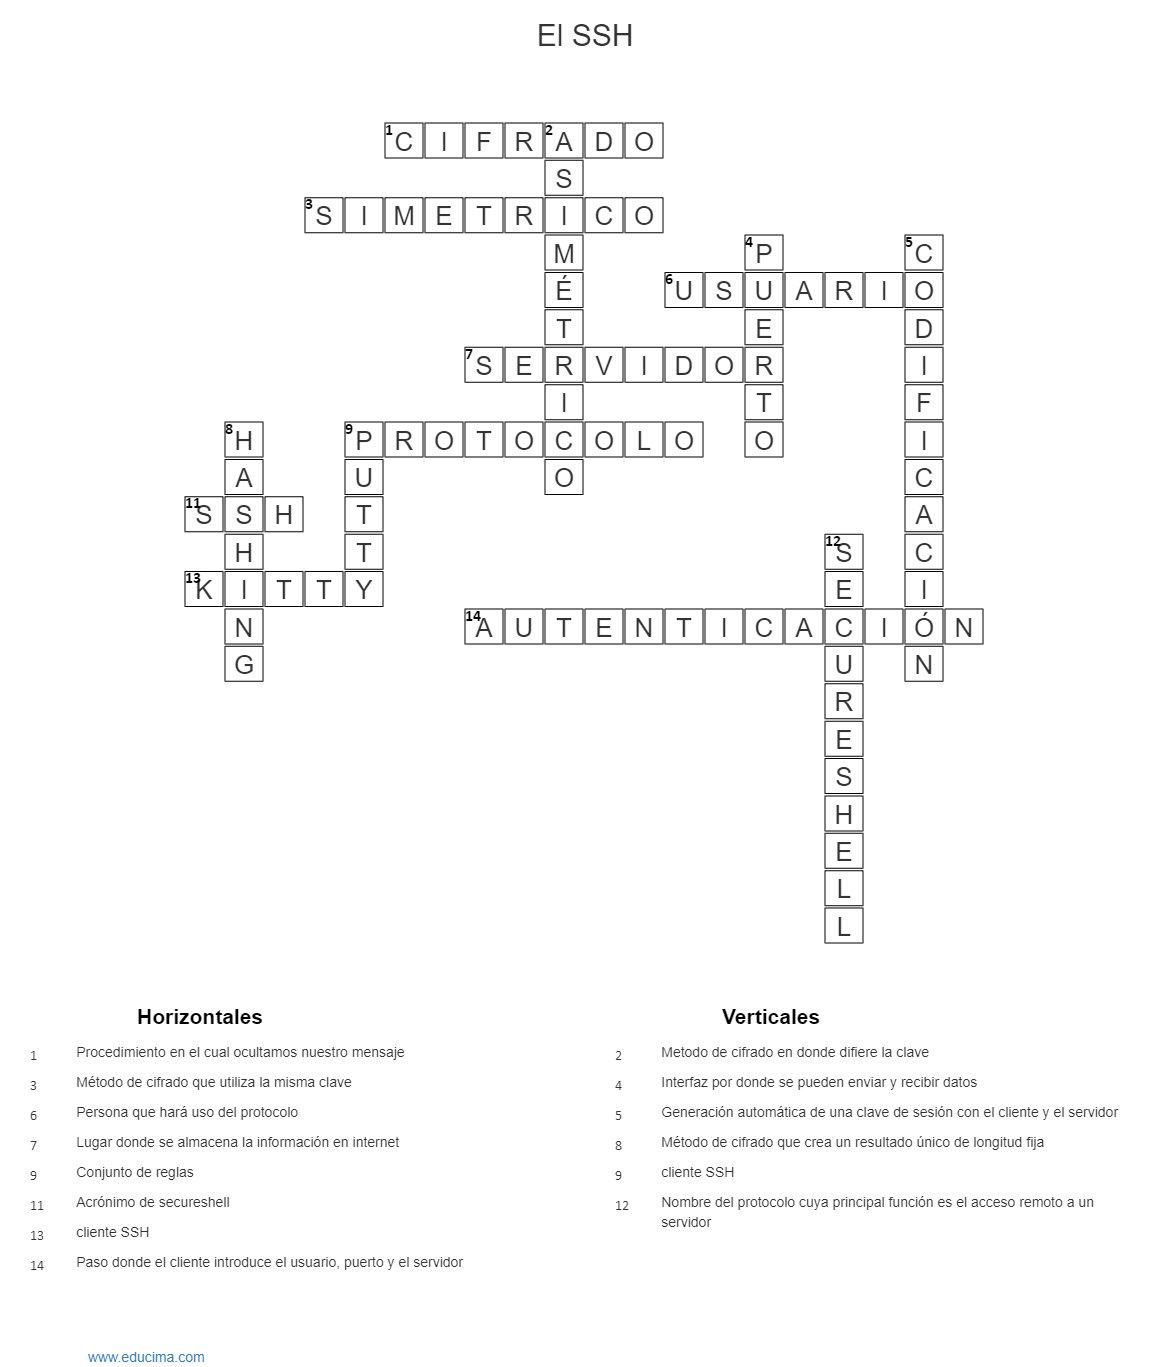 El SSH
1 C I F R 2 A D O
S
3 S I M E T R I C O
M 4 P 5 C
É 6 U S U A R I O
T E D
7 S E R V I D O R I
I T F
8 H 9 P R O T O C O L O O I
A U O C
11 S S H T A
H T 12 S C
13 K I T T Y E I
N 14 A U T E N T I C A C I Ó N
G U N
R
E
S
H
E
L
L
Horizontales
1 Procedimiento en el cual ocultamos nuestro mensaje
3 Método de cifrado que utiliza la misma clave
6 Persona que hará uso del protocolo
7 Lugar donde se almacena la información en internet
9 Conjunto de reglas
11 Acrónimo de secureshell
13 cliente SSH
14 Paso donde el cliente introduce el usuario, puerto y el servidor
Verticales
2 Metodo de cifrado en donde difiere la clave
4 Interfaz por donde se pueden enviar y recibir datos
5 Generación automática de una clave de sesión con el cliente y el servidor
8 Método de cifrado que crea un resultado único de longitud fija
9 cliente SSH
12 Nombre del protocolo cuya principal función es el acceso remoto a un
servidor
www.educima.com